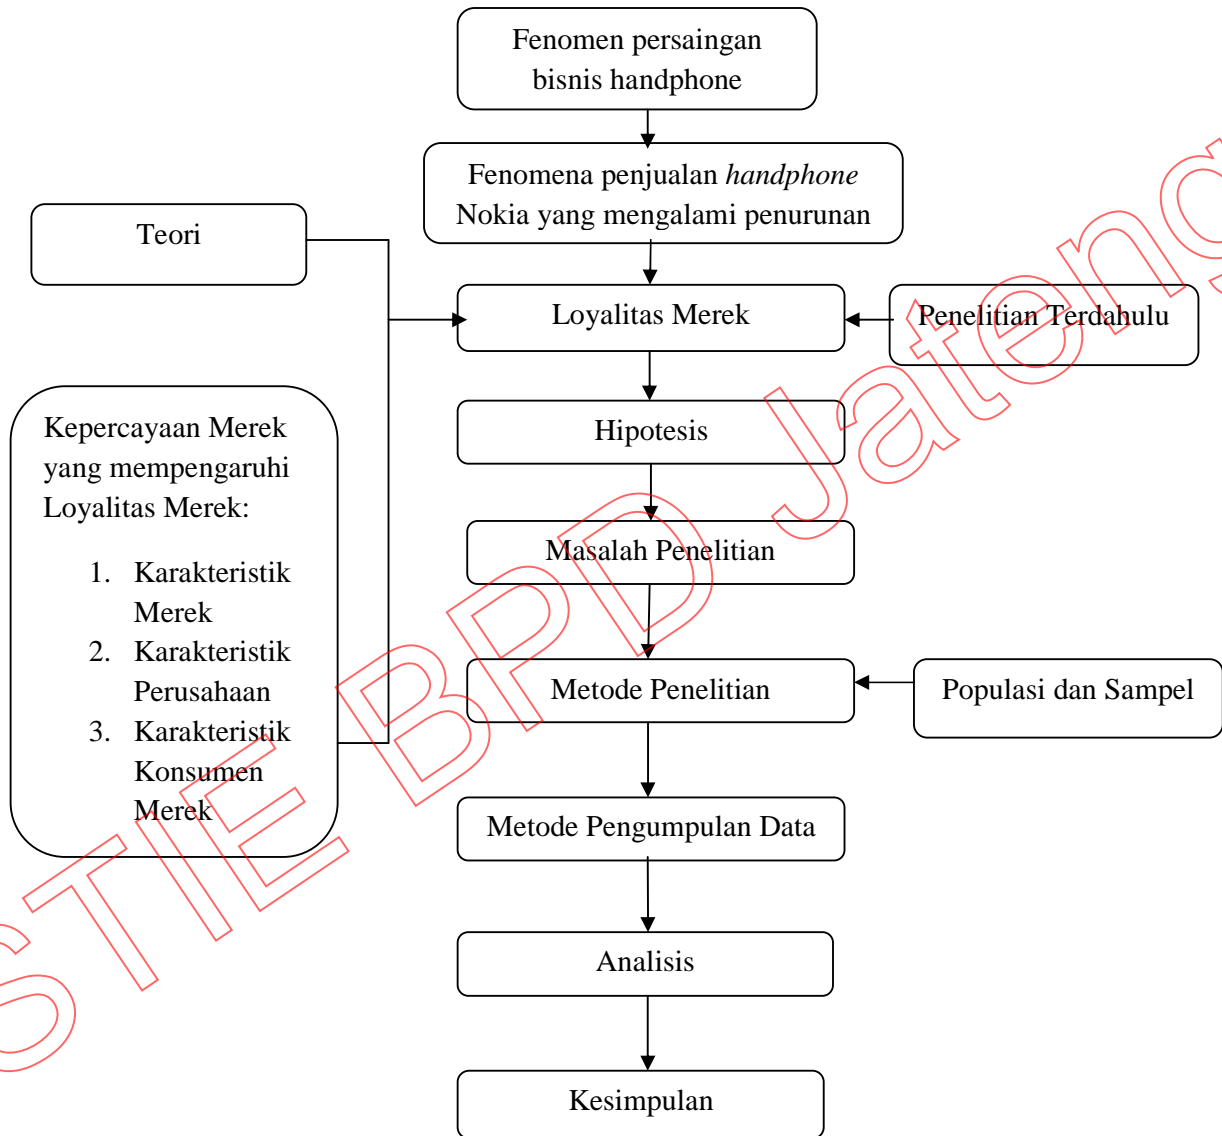 Fenomen persaingan
bisnis handphone
Fenomena penjualan handphone
Nokia yang mengalami penurunan
Teori
Loyalitas Merek
Penelitian Terdahulu
Kepercayaan Merek
yang mempengaruhi
Loyalitas Merek:
1. Karakteristik
Merek
2. Karakteristik
Perusahaan
3. Karakteristik
Konsumen
Merek
Hipotesis
Masalah Penelitian
Metode Penelitian
Populasi dan Sampel
Metode Pengumpulan Data
Analisis
Kesimpulan
STIE BPD Jateng